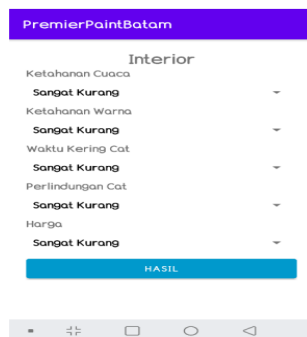 PremierPaintBatam
Interior
Ketahanan Cuaca
Sangat Kurang
Ketahanan Warna
Sangat Kurang
Waktu Kering Cat
Sangat Kurang
Perlindungan Cat
Sangat Kurang
Harga
Sangat Kurang
HASIL